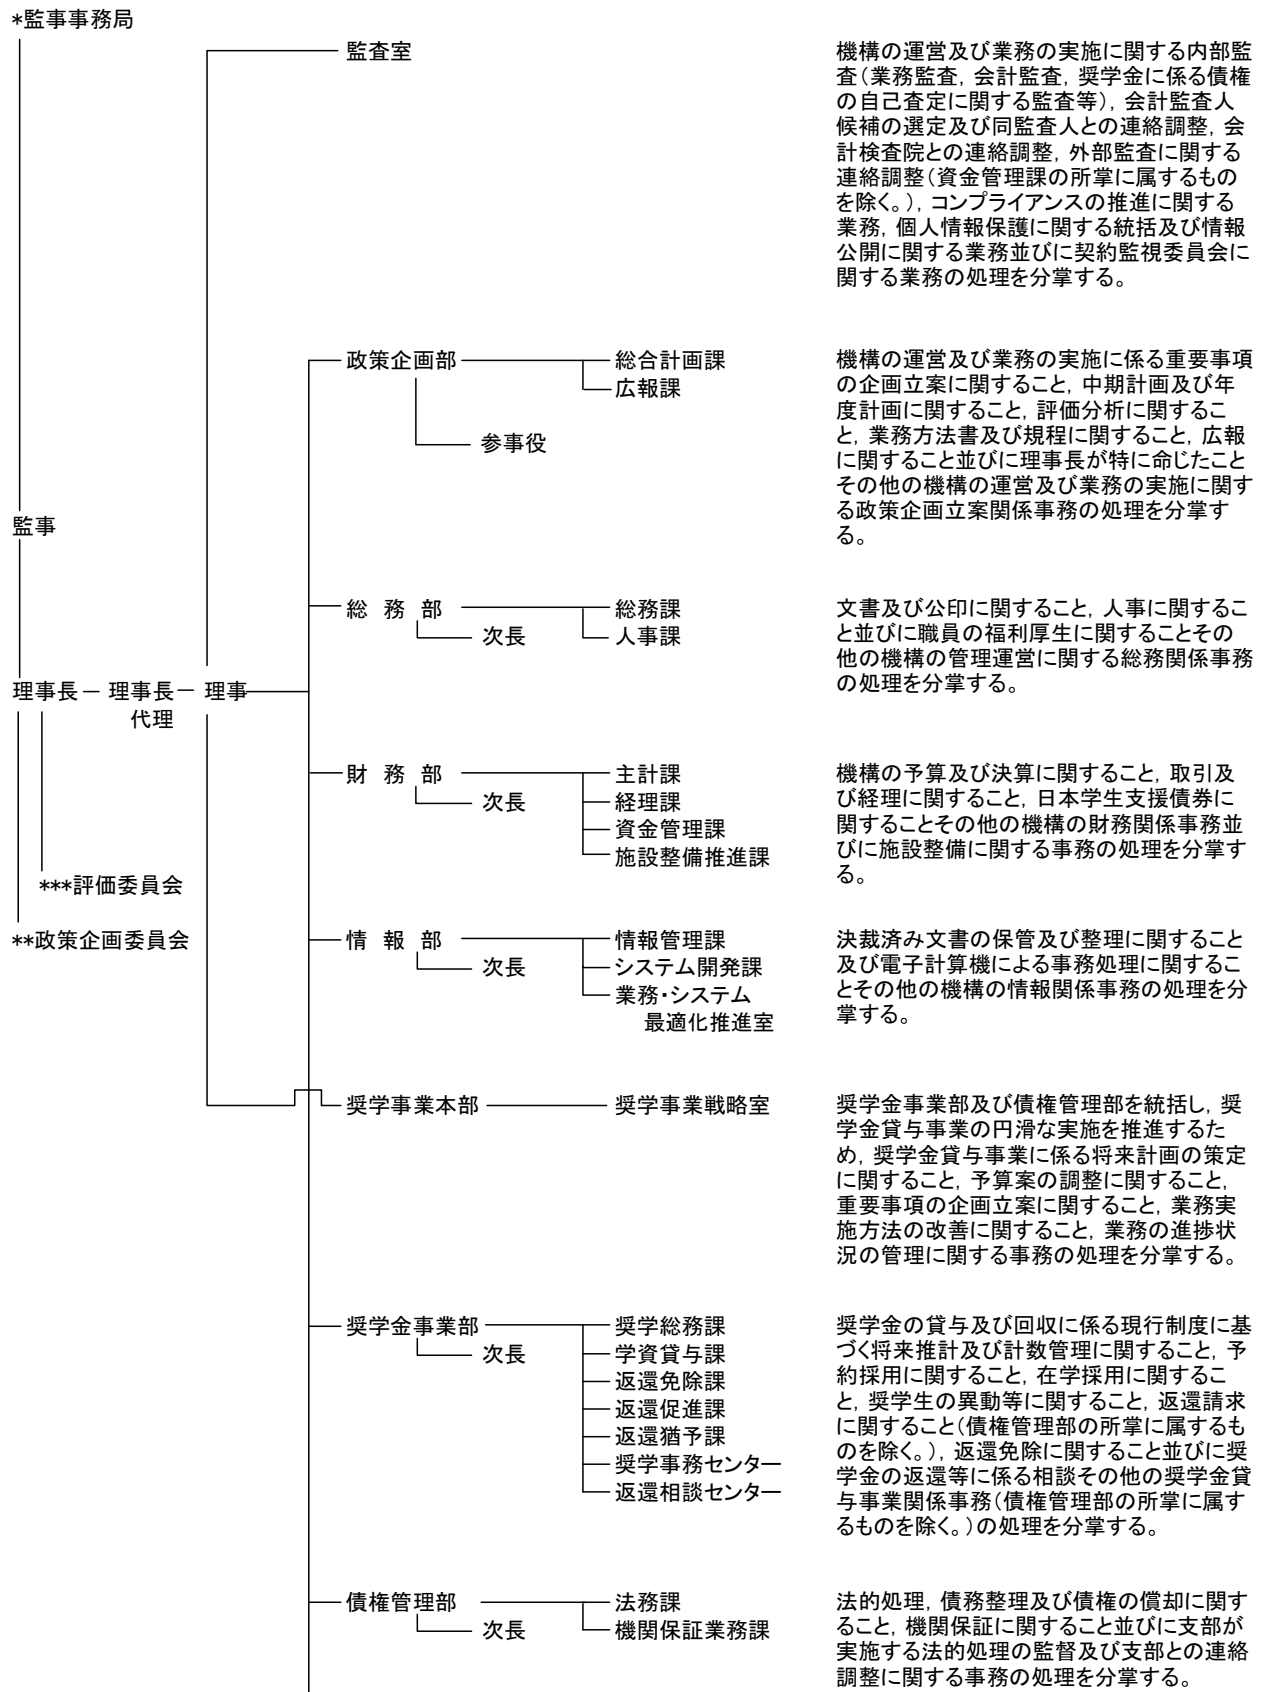 *監事事務局
監査室
機構の運営及び業務の実施に関する内部監
査（業務監査，会計監査，奨学金に係る債権
の自己査定に関する監査等），会計監査人
候補の選定及び同監査人との連絡調整，会
計検査院との連絡調整，外部監査に関する
連絡調整（資金管理課の所掌に属するもの
を除く。），コンプライアンスの推進に関する
業務，個人情報保護に関する統括及び情報
公開に関する業務並びに契約監視委員会に
関する業務の処理を分掌する。
政策企画部
総合計画課
広報課
参事役
機構の運営及び業務の実施に係る重要事項
の企画立案に関すること，中期計画及び年
度計画に関すること，評価分析に関するこ
と，業務方法書及び規程に関すること，広報
に関すること並びに理事長が特に命じたこと
その他の機構の運営及び業務の実施に関す
る政策企画立案関係事務の処理を分掌す
る。
監事
総 務 部
次長
総務課
人事課
文書及び公印に関すること，人事に関するこ
と並びに職員の福利厚生に関することその
他の機構の管理運営に関する総務関係事務
の処理を分掌する。
理事長 ― 理事長 ― 理事
代理
財 務 部
次長
主計課
経理課
資金管理課
施設整備推進課
機構の予算及び決算に関すること，取引及
び経理に関すること，日本学生支援債券に
関することその他の機構の財務関係事務並
びに施設整備に関する事務の処理を分掌す
る。
***評価委員会
**政策企画委員会
情 報 部
次長
情報管理課
システム開発課
業務・システム
最適化推進室
決裁済み文書の保管及び整理に関すること
及び電子計算機による事務処理に関するこ
とその他の機構の情報関係事務の処理を分
掌する。
奨学事業本部
奨学事業戦略室
奨学金事業部及び債権管理部を統括し，奨
学金貸与事業の円滑な実施を推進するた
め，奨学金貸与事業に係る将来計画の策定
に関すること，予算案の調整に関すること，
重要事項の企画立案に関すること，業務実
施方法の改善に関すること，業務の進捗状
況の管理に関する事務の処理を分掌する。
奨学金事業部
次長
奨学総務課
学資貸与課
返還免除課
返還促進課
返還猶予課
奨学事務センター
返還相談センター
奨学金の貸与及び回収に係る現行制度に基
づく将来推計及び計数管理に関すること，予
約採用に関すること，在学採用に関するこ
と，奨学生の異動等に関すること，返還請求
に関すること（債権管理部の所掌に属するも
のを除く。），返還免除に関すること並びに奨
学金の返還等に係る相談その他の奨学金貸
与事業関係事務（債権管理部の所掌に属す
るものを除く。）の処理を分掌する。
債権管理部
次長
法務課
機関保証業務課
法的処理，債務整理及び債権の償却に関す
ること，機関保証に関すること並びに支部が
実施する法的処理の監督及び支部との連絡
調整に関する事務の処理を分掌する。